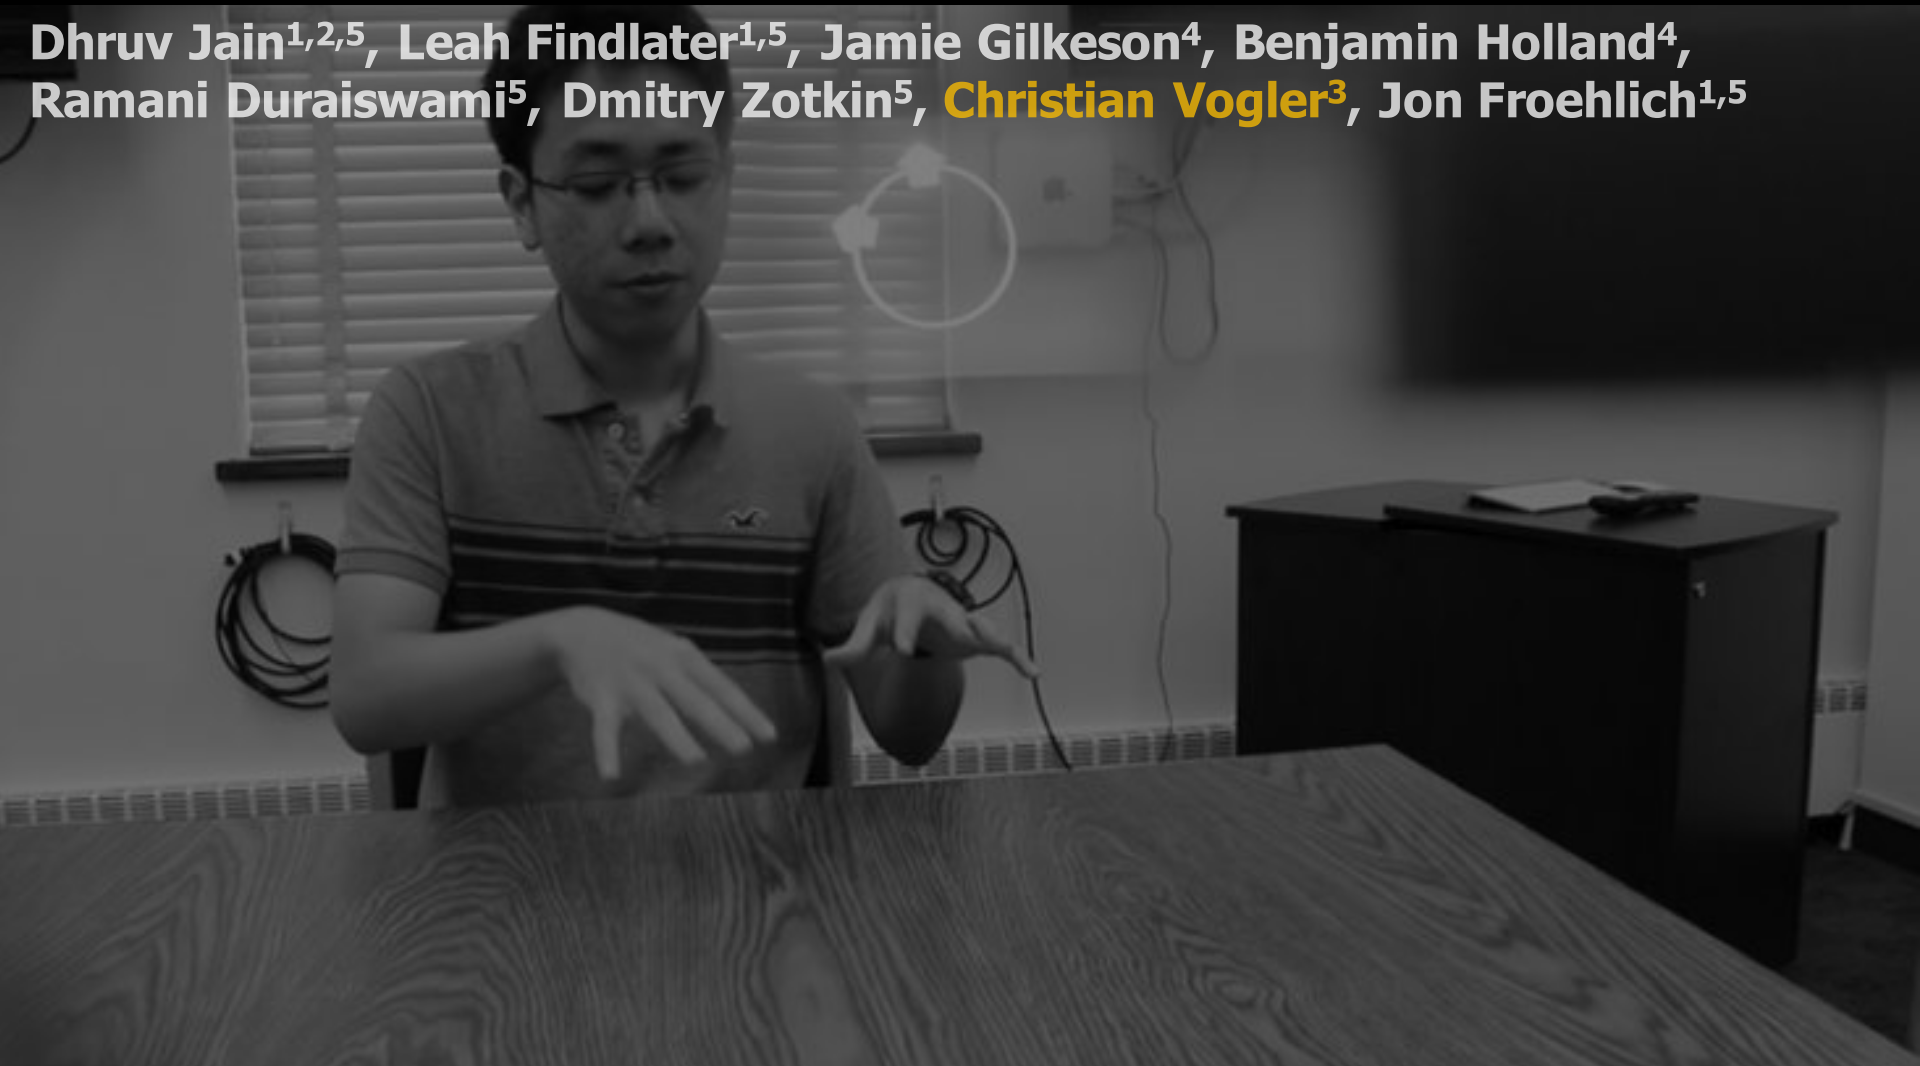 Dhruv Jain¹,²,⁵, Leah Findlater¹,⁵, Jamie Gilkeson⁴, Benjamin Holland⁴,
Ramani Duraiswami⁵, Dmitry Zotkin⁵, Christian Vogler³, Jon Froehlich¹,⁵